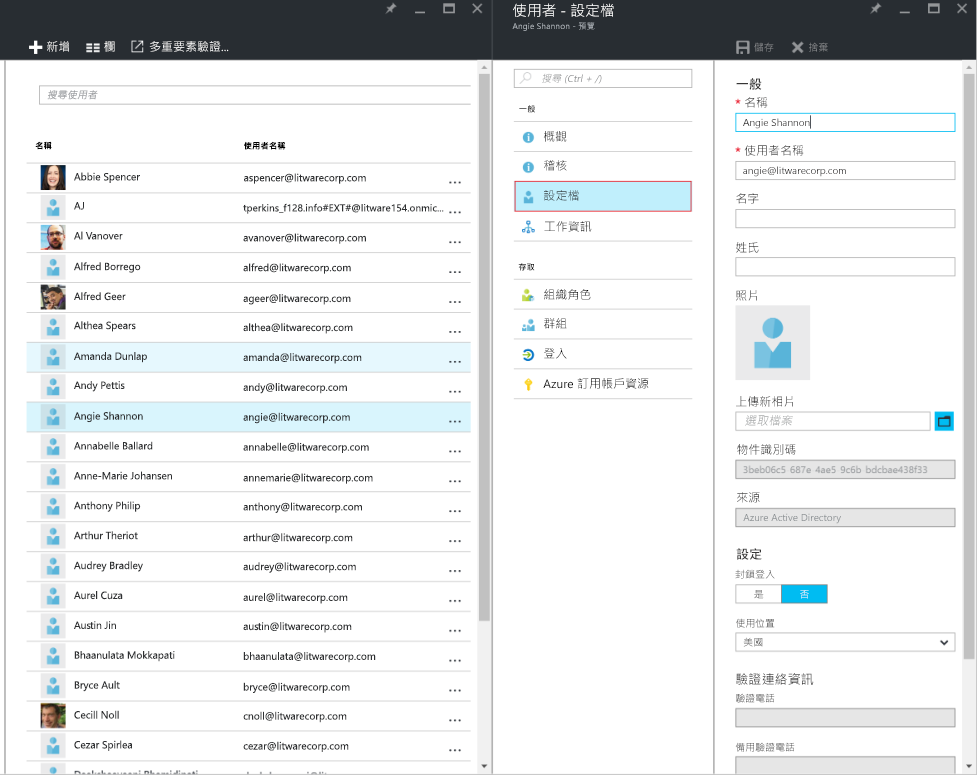 新增
欄
多重要素驗證...
搜尋使用者
名稱 使用者名稱
Abbie Spencer aspencer@litwarecorp.com ...
AJ tperkins_f128.info#EXT#@litware154.onmic... ...
Al Vanover avanover@litwarecorp.com ...
Alfred Borrego alfred@litwarecorp.com ...
Alfred Geer ageer@litwarecorp.com ...
Althea Spears althea@litwarecorp.com ...
Amanda Dunlap amanda@litwarecorp.com ...
Andy Pettis andy@litwarecorp.com ...
Angie Shannon angie@litwarecorp.com ...
Annabelle Ballard annabelle@litwarecorp.com ...
Anne-Marie Johansen annemarie@litwarecorp.com ...
Anthony Philip anthony@litwarecorp.com ...
Arthur Theriot arthur@litwarecorp.com ...
Audrey Bradley audrey@litwarecorp.com ...
Aurel Cuza aurel@litwarecorp.com ...
Austin Jin austin@litwarecorp.com ...
Bhaanulata Mokkapati bhaanulata@litwarecorp.com ...
Bryce Ault bryce@litwarecorp.com ...
Cecill Noll cnoll@litwarecorp.com ...
Cezar Spirlea cezar@litwarecorp.com ...
使用者 - 設定檔
Angie Shannon - 預覽
儲存
捨棄
搜尋 (Ctrl + /)
一般
概觀
稽核
設定檔
工作資訊
存取
組織角色
群組
登入
Azure 訂用帳戶資源
一般
* 名稱
Angie Shannon
* 使用者名稱
angie@litwarecorp.com
名字
姓氏
照片
上傳新相片
選取檔案
物件識別碼
3beb06c5 687e 4ae5 9c6b bdcbae438f33
來源
Azure Active Directory
設定
封鎖登入
是 否
使用位置
美國
驗證連絡資訊
驗證電話
備用驗證電話